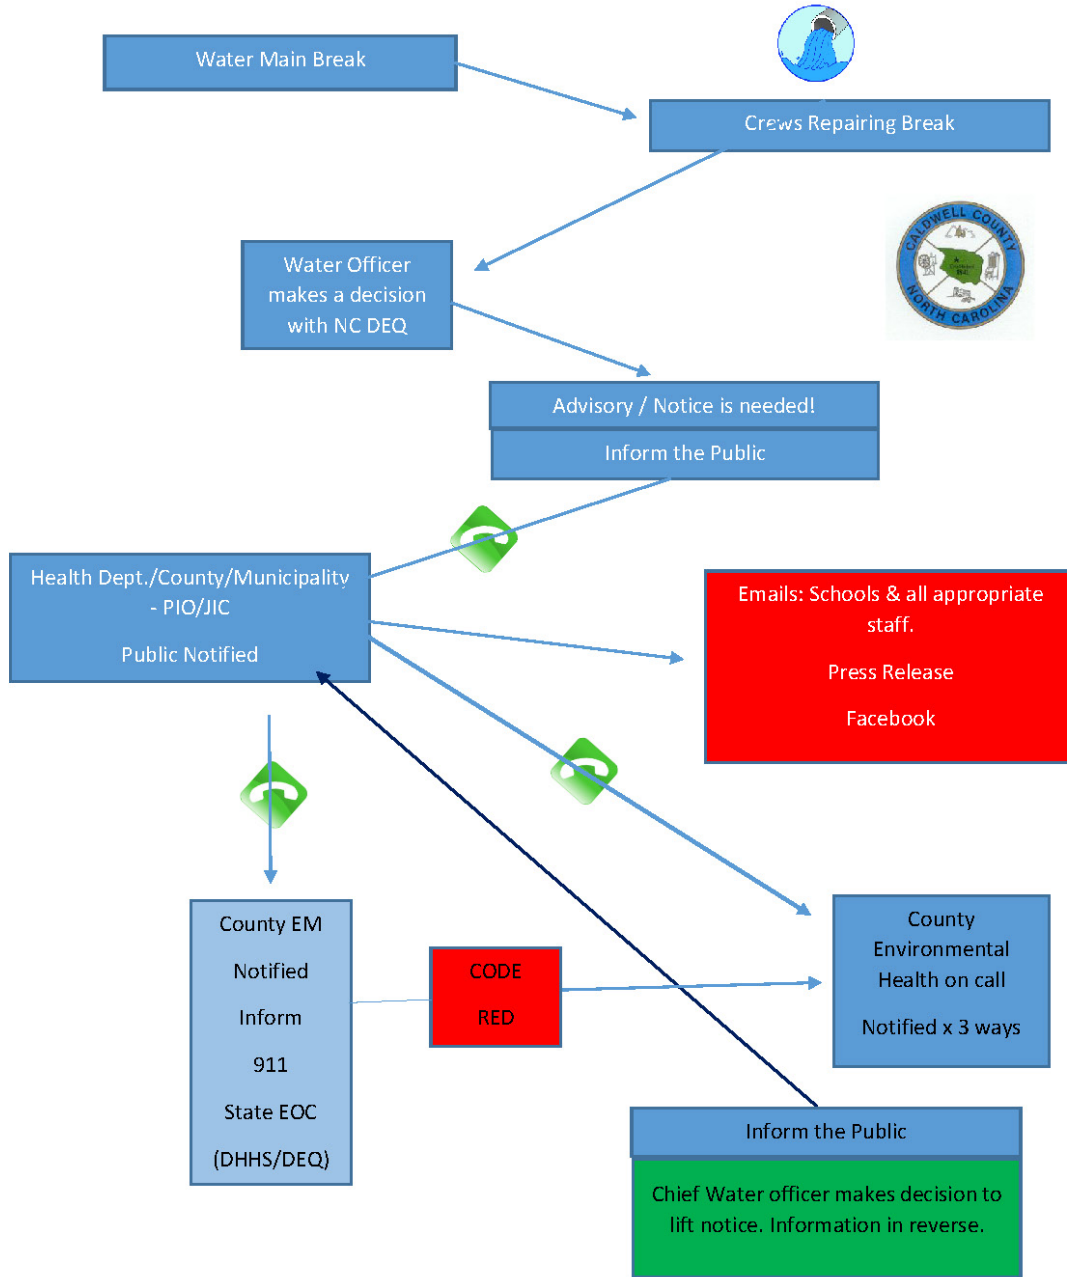 Water Main Break
Crews Repairing Break
CALDWELL COUNTY
NORTH CAROLINA
Water Officer
makes a decision
with NC DEQ
Advisory / Notice is needed!
Inform the Public
Health Dept./County/Municipality
- PIO/JIC
Public Notified
Emails: Schools & all appropriate
staff.
Press Release
Facebook
County EM
Notified
Inform
911
State EOC
(DHHS/DEQ)
CODE
RED
County
Environmental
Health on call
Notified x 3 ways
Inform the Public
Chief Water officer makes decision to
lift notice. Information in reverse.